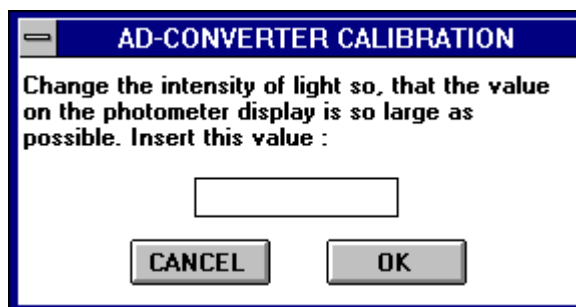 AD-CONVERTER CALIBRATION
Change the intensity of light so, that the value
on the photometer display is so large as
possible. Insert this value :
CANCEL OK